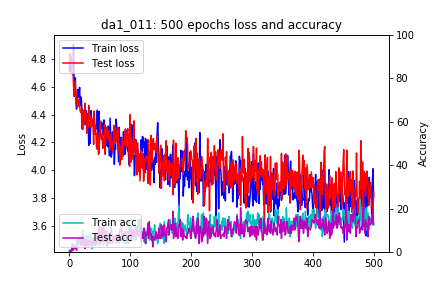 da1_011: 500 epochs loss and accuracy
Train loss
Test loss
Train acc
Test acc
Loss
4.8
4.6
4.4
4.2
4.0
3.8
3.6
Accuracy
100
80
60
40
20
0
0
100
200
300
400
500